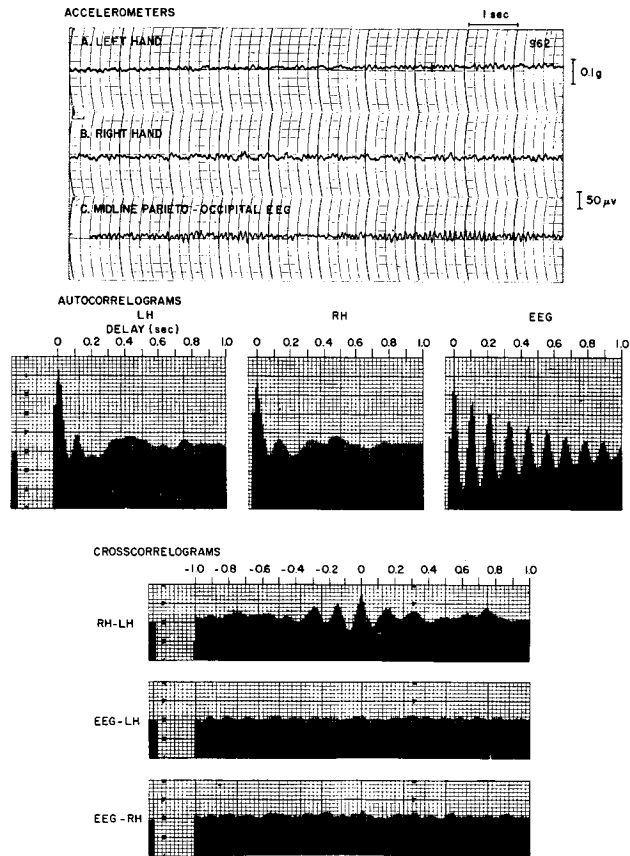 ACCELEROMETERS
1 sec
A. LEFT HAND
962
0.1g
B. RIGHT HAND
50 μv
C. MIDLINE PARIETO-OCCIPITAL EEG
AUTOCORRELOGRAMS
LH
RH
EEG
DELAY (sec)
0 0.2 0.4 0.6 0.8 1.0
0 0.2 0.4 0.6 0.8 1.0
0 0.2 0.4 0.6 0.8 1.0
CROSSCORRELOGRAMS
-1.0 -0.8 -0.6 -0.4 -0.2 0 0.2 0.4 0.6 0.8 1.0
RH-LH
EEG-LH
EEG-RH